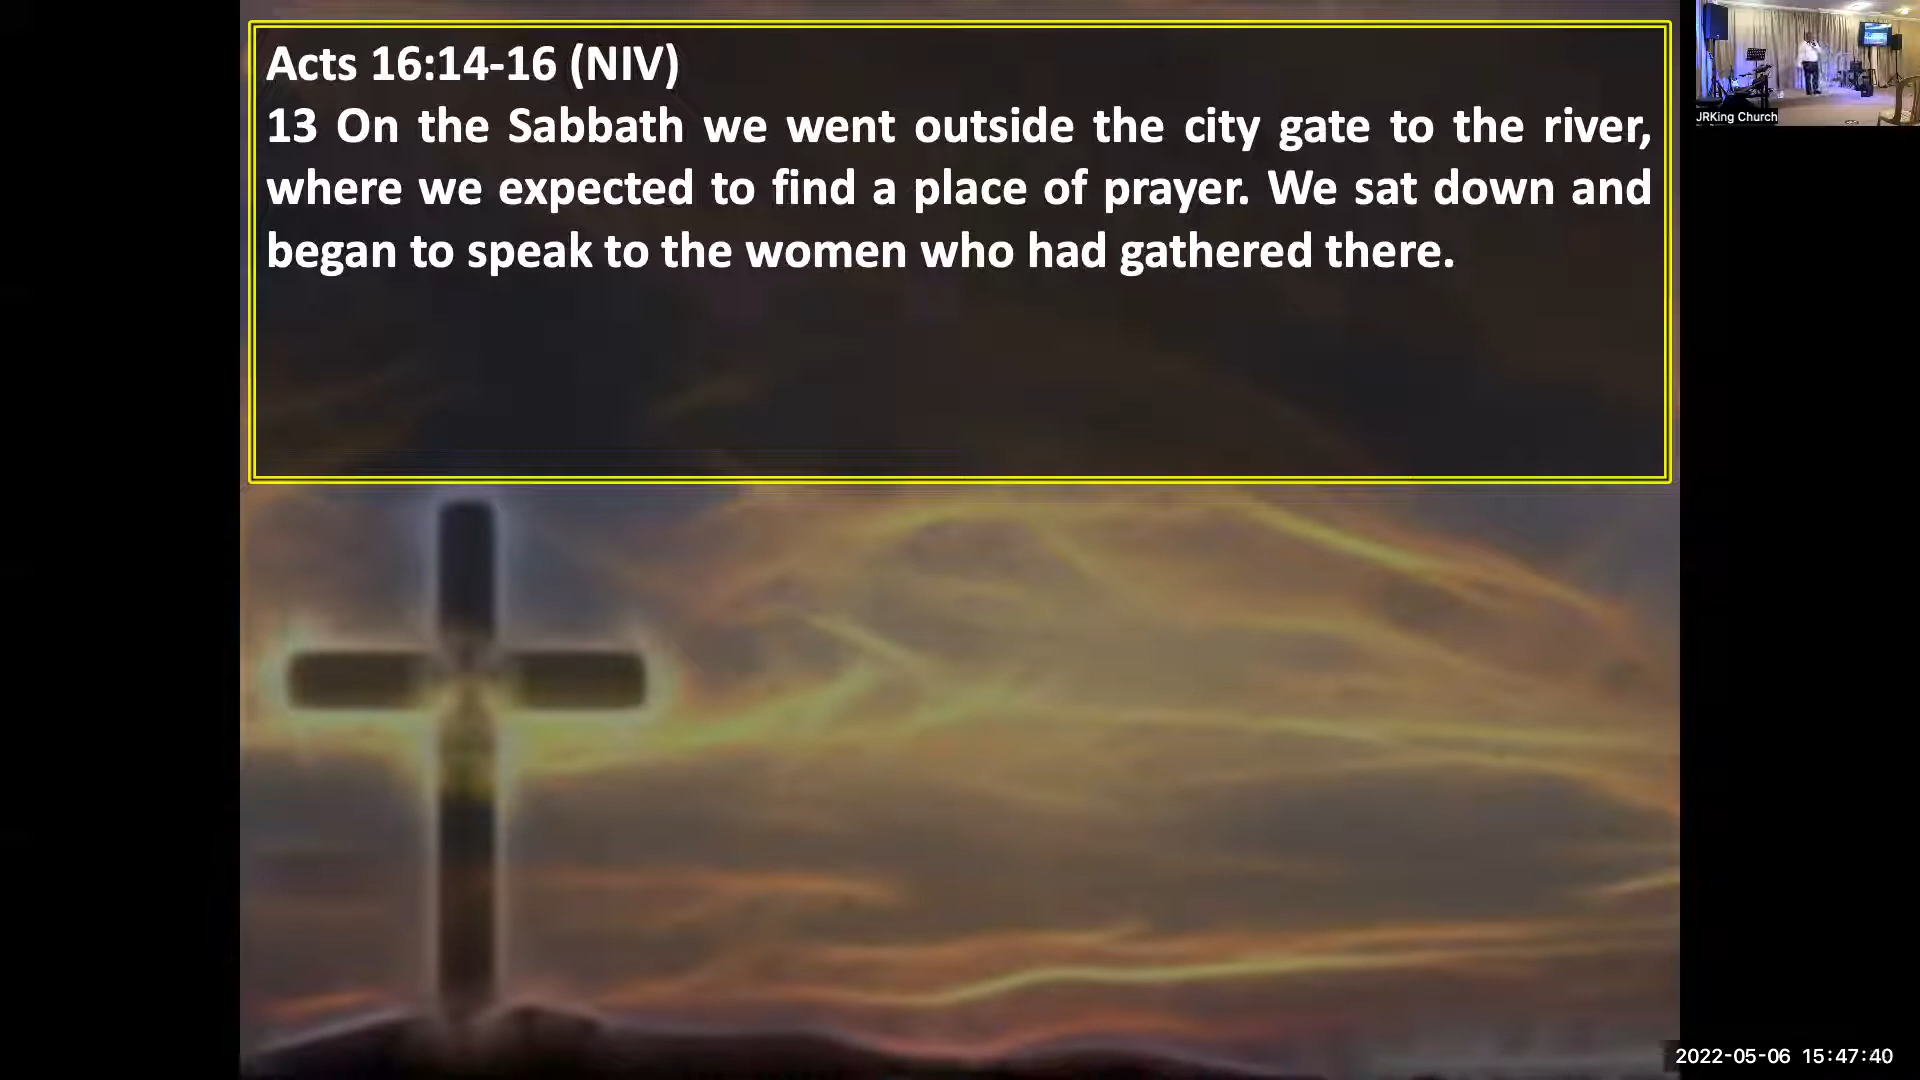 Acts 16:14-16 (NIV)
13 On the Sabbath we went outside the city gate to the river,
where we expected to find a place of prayer. We sat down and
began to speak to the women who had gathered there.
JRKing Church
2022-05-06 15:47:40